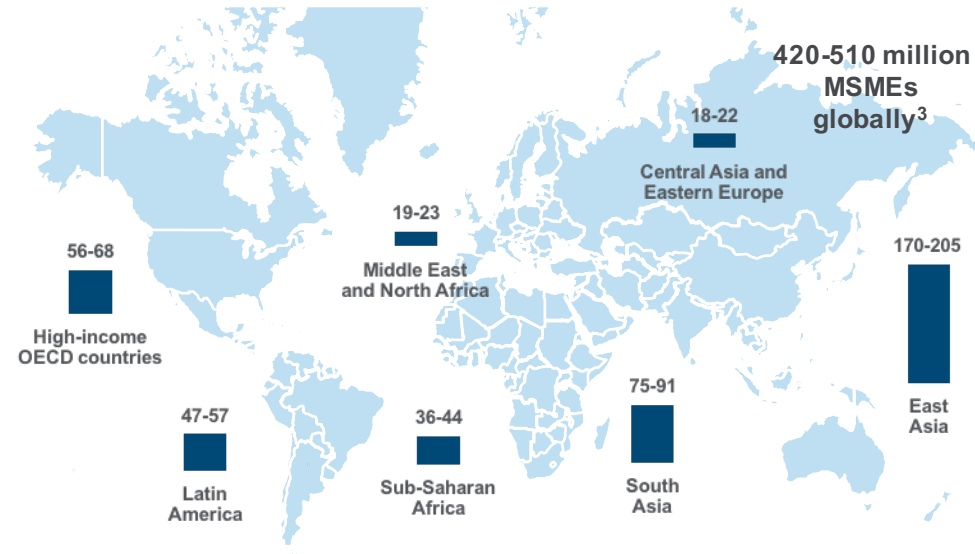 420-510 million
MSMEs
globally3
18-22
Central Asia and
Eastern Europe
19-23
Middle East
and North Africa
56-68
High-income
OECD countries
170-205
East
Asia
75-91
South
Asia
47-57
Latin
America
36-44
Sub-Saharan
Africa